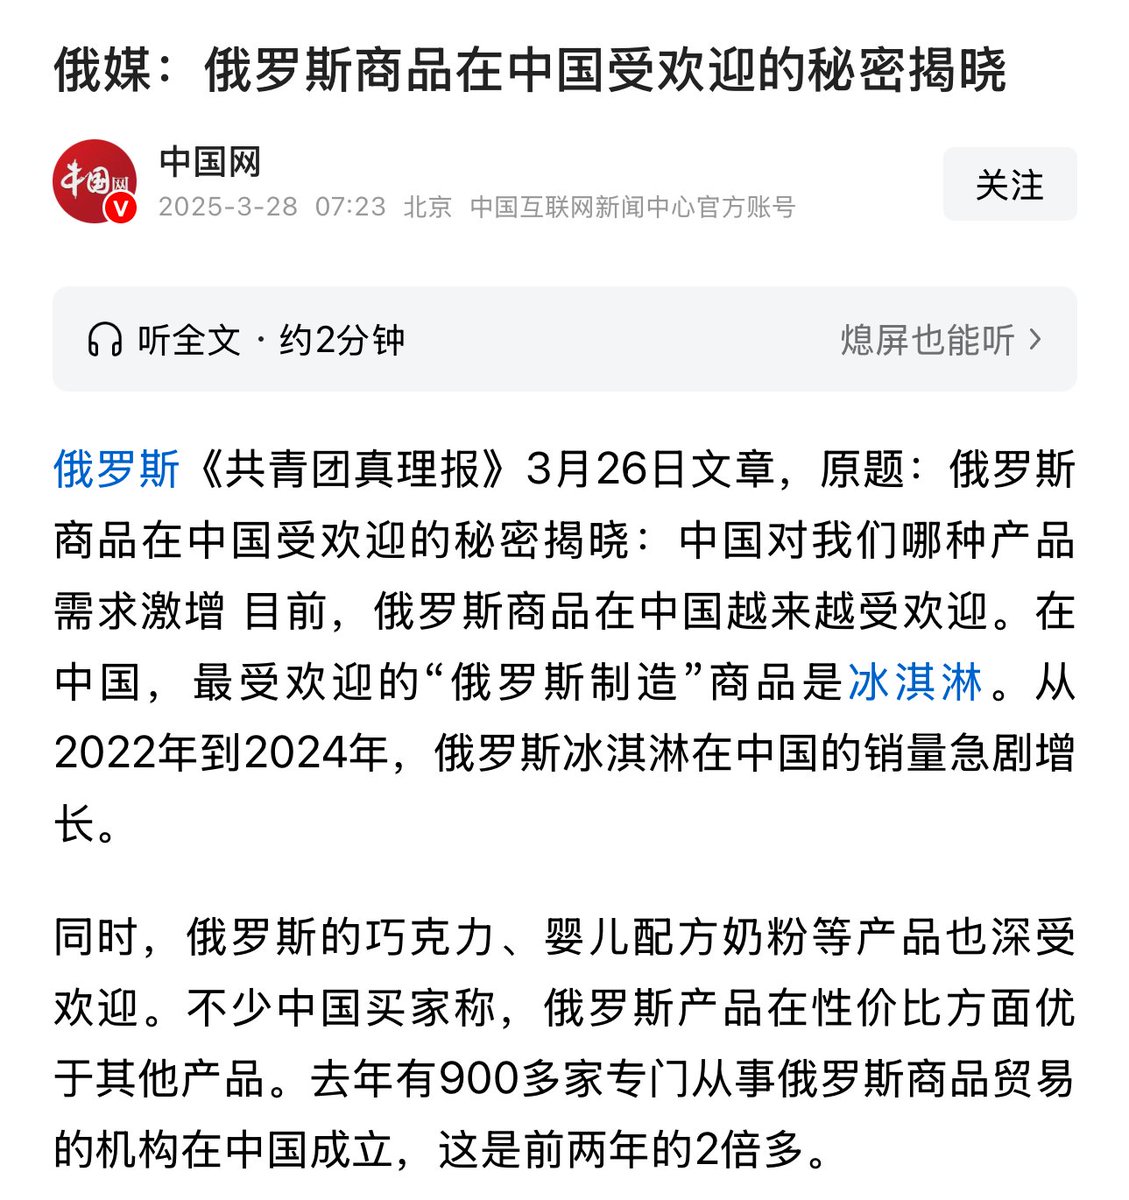 俄媒：俄罗斯商品在中国受欢迎的秘密揭晓
中国网
中国网
V
2025-3-28 07:23 北京 中国互联网新闻中心官方账号
关注
听全文 · 约2分钟
熄屏也能听 >
俄罗斯《共青团真理报》3月26日文章，原题：俄罗斯
商品在中国受欢迎的秘密揭晓：中国对我们哪种产品
需求激增 目前，俄罗斯商品在中国越来越受欢迎。在
中国，最受欢迎的“俄罗斯制造”商品是冰淇淋。从
2022年到2024年，俄罗斯冰淇淋在中国的销量急剧增
长。
同时，俄罗斯的巧克力、婴儿配方奶粉等产品也深受
欢迎。不少中国买家称，俄罗斯产品在性价比方面优
于其他产品。去年有900多家专门从事俄罗斯商品贸易
的机构在中国成立，这是前两年的2倍多。